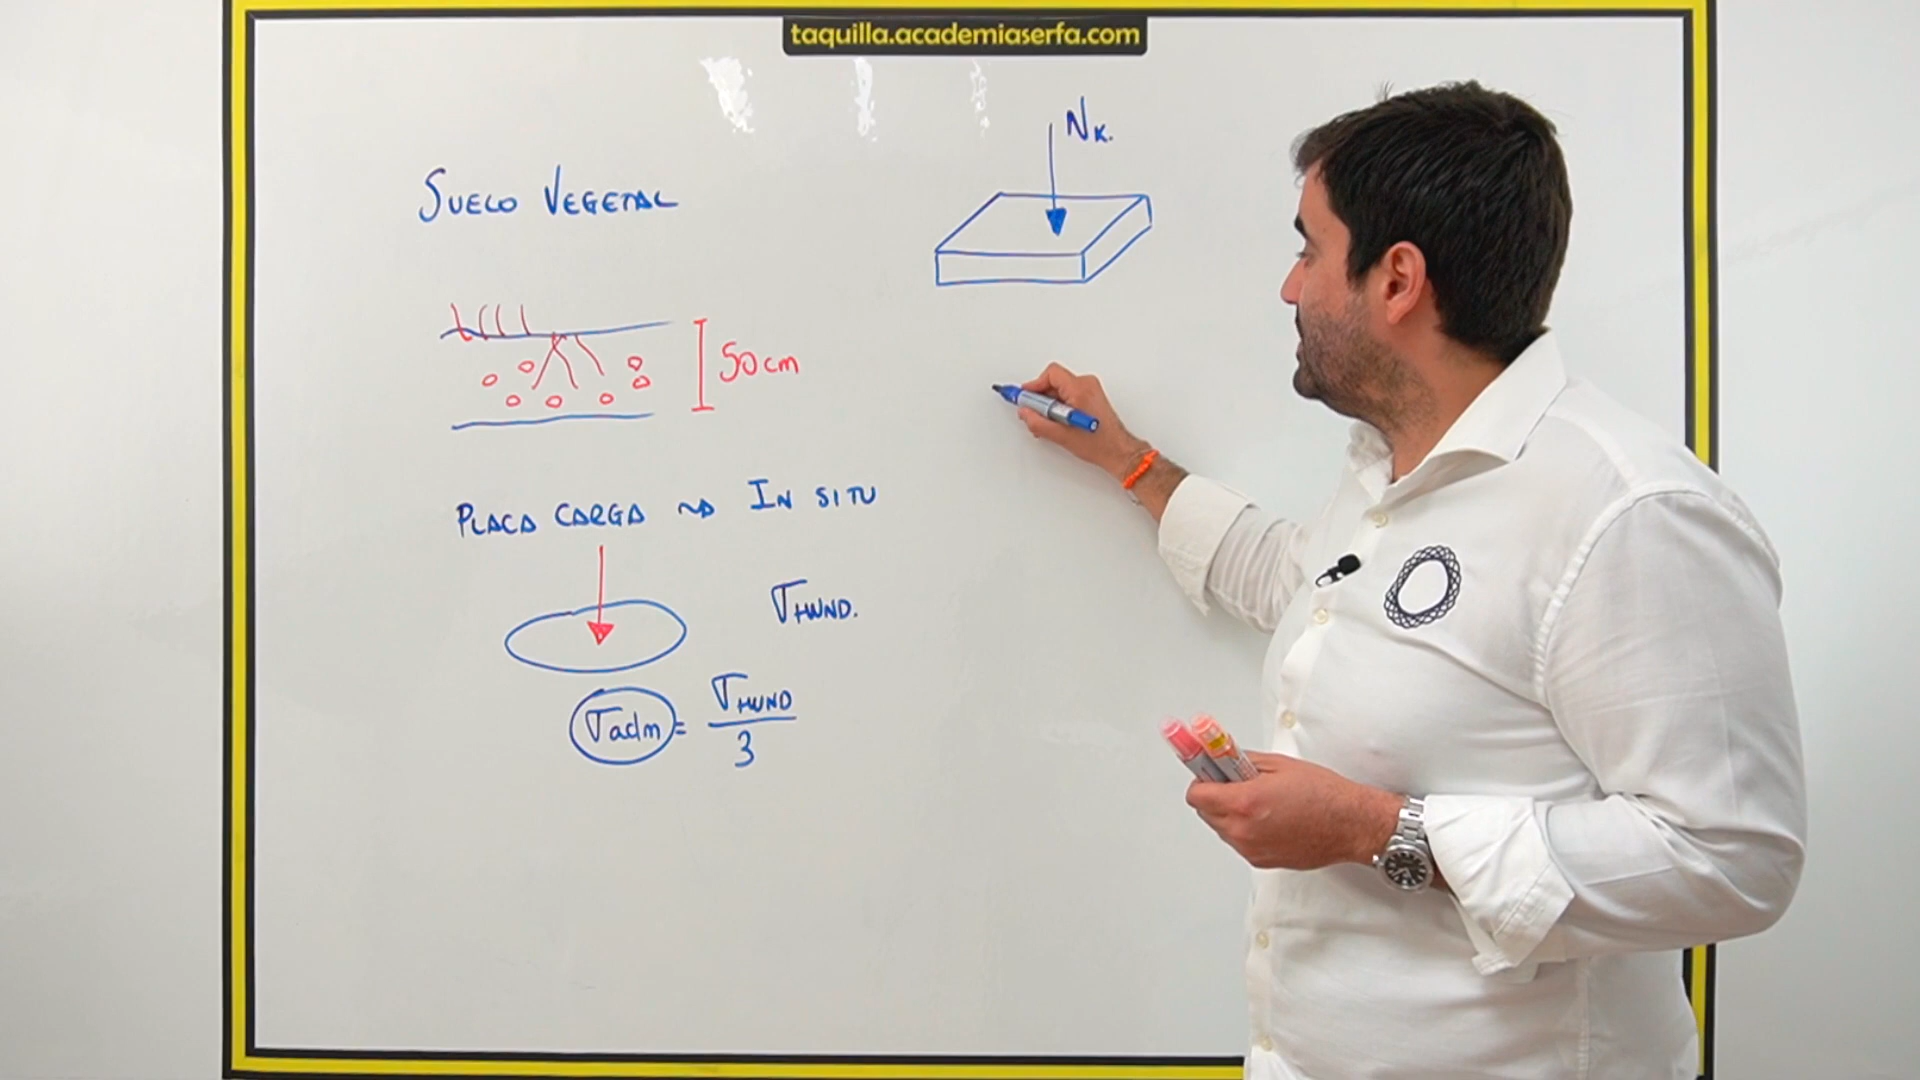 taquilla.academiaserfa.com
SUELO VEGETAL
50cm
PLACA CARGA ~> IN SITU
σHUND.
σadm = σHUND
3
NK.